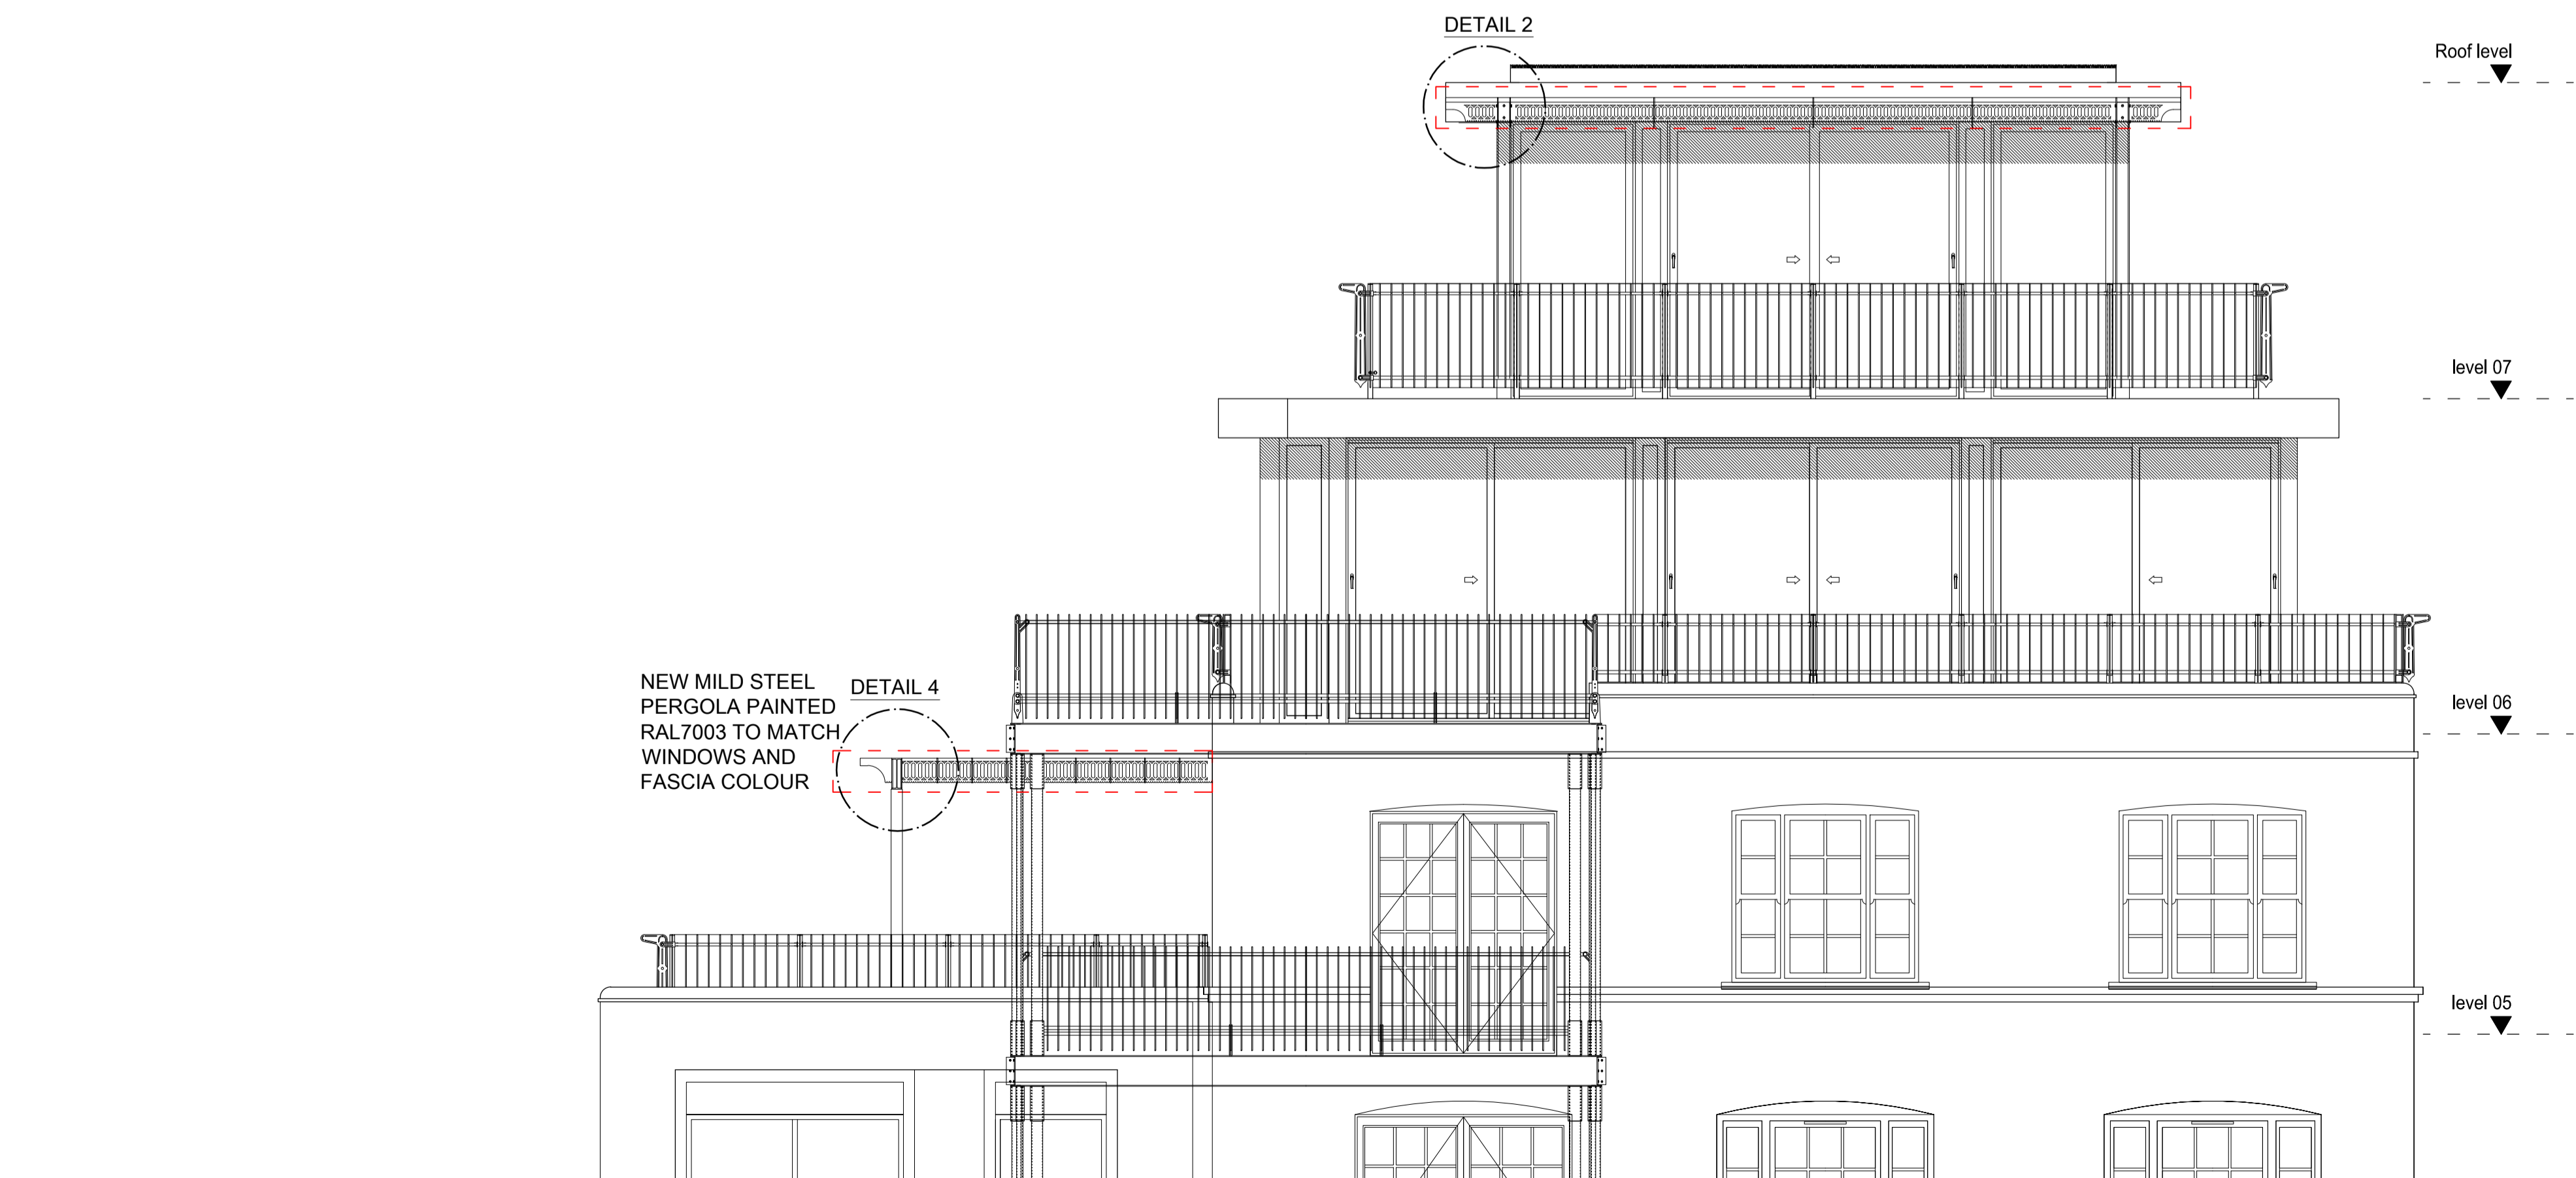 DETAIL 2
Roof level
level 07
NEW MILD STEEL
PERGOLA PAINTED
RAL7003 TO MATCH
WINDOWS AND
FASCIA COLOUR
DETAIL 4
level 06
level 05